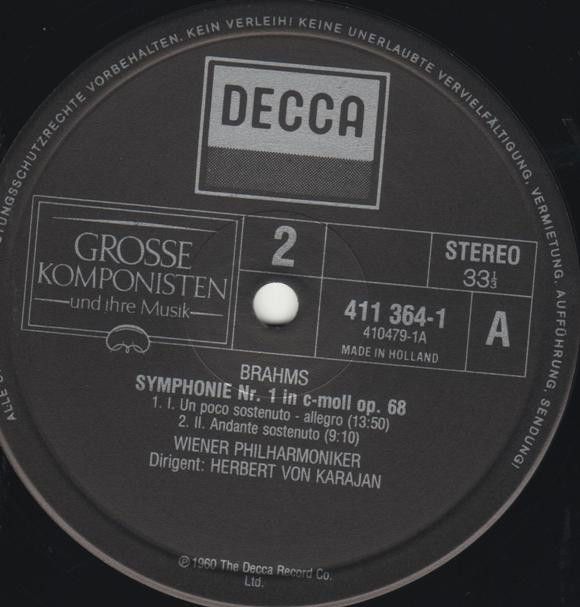 KEIN VERLEIH! KEINE UNERLAUBTE VERVIELFÄLTIGUNG, VERMIETUNG, AUFFÜHRUNG, SENDUNG!
VORBEHALTEN.
DECCA
GROSSE
KOMPONISTEN
und ihre Musik
2
STEREO
33⅓
411 364-1
410479-1A
MADE IN HOLLAND
A
BRAHMS
SYMPHONIE Nr. 1 in c-moll op. 68
1. I. Un poco sostenuto - allegro (13:50)
2. II. Andante sostenuto (9:10)
WIENER PHILHARMONIKER
Dirigent: HERBERT VON KARAJAN
℗ 1960 The Decca Record Co.
Ltd.